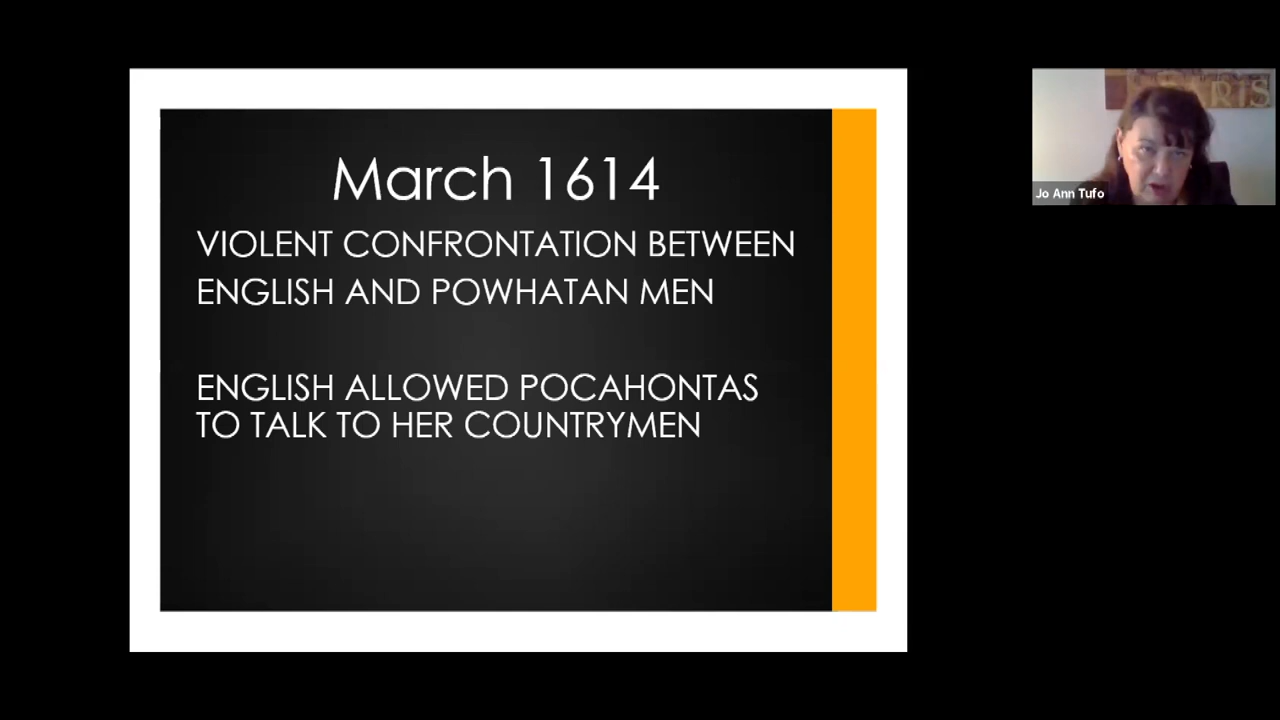 March 1614
VIOLENT CONFRONTATION BETWEEN
ENGLISH AND POWHATAN MEN
ENGLISH ALLOWED POCAHONTAS
TO TALK TO HER COUNTRYMEN
RIS
Jo Ann Tufo